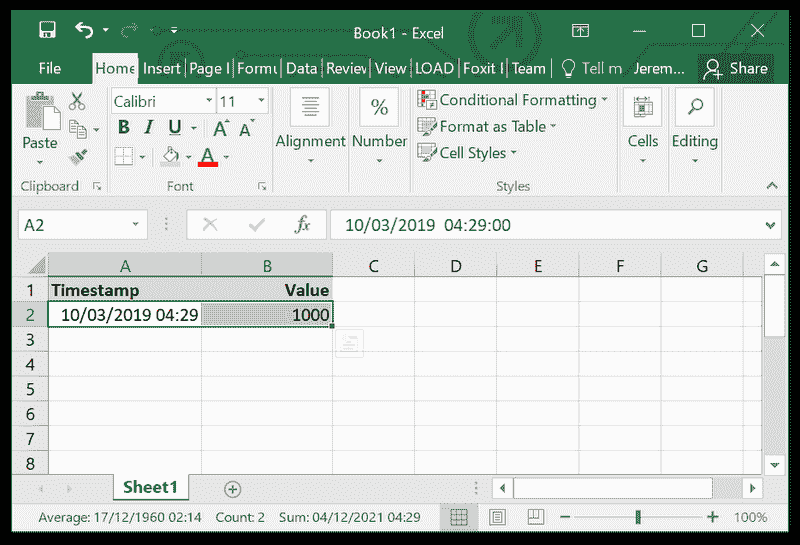 Book1 - Excel
File Home Insert Page l Formu Data Review View LOAD Foxit F Team Tell m Jerem... Share
Calibri 11 Conditional Formatting
% Format as Table
Paste B I U A A Alignment Number Cell Styles Cells Editing
A
Clipboard Font Styles
A2 fx 10/03/2019 04:29:00
A B C D E F G
1 Timestamp Value
2 10/03/2019 04:29 1000
3
4
5
6
7
8
Sheet1
Average: 17/12/1960 02:14 Count: 2 Sum: 04/12/2021 04:29 100%